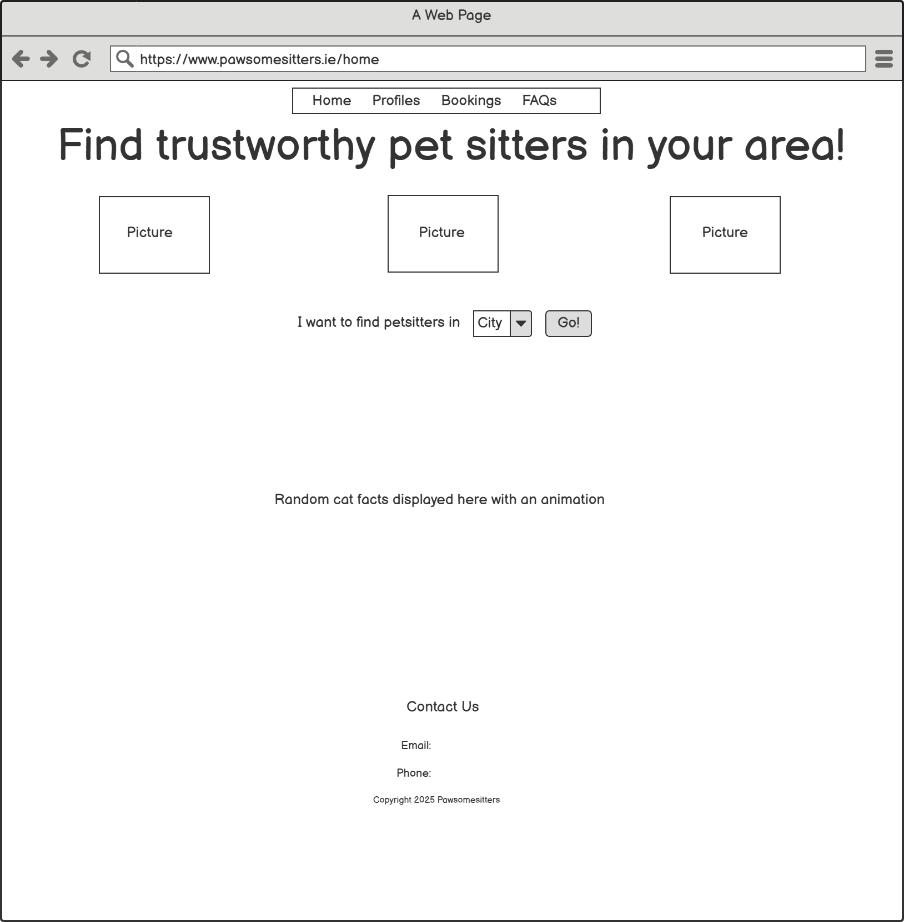 A Web Page
https://www.pawsomesitters.ie/home
Home Profiles Bookings FAQs
Find trustworthy pet sitters in your area!
Picture Picture Picture
I want to find petsitters in City Go!
Random cat facts displayed here with an animation
Contact Us
Email:
Phone:
Copyright 2025 Pawsomesitters